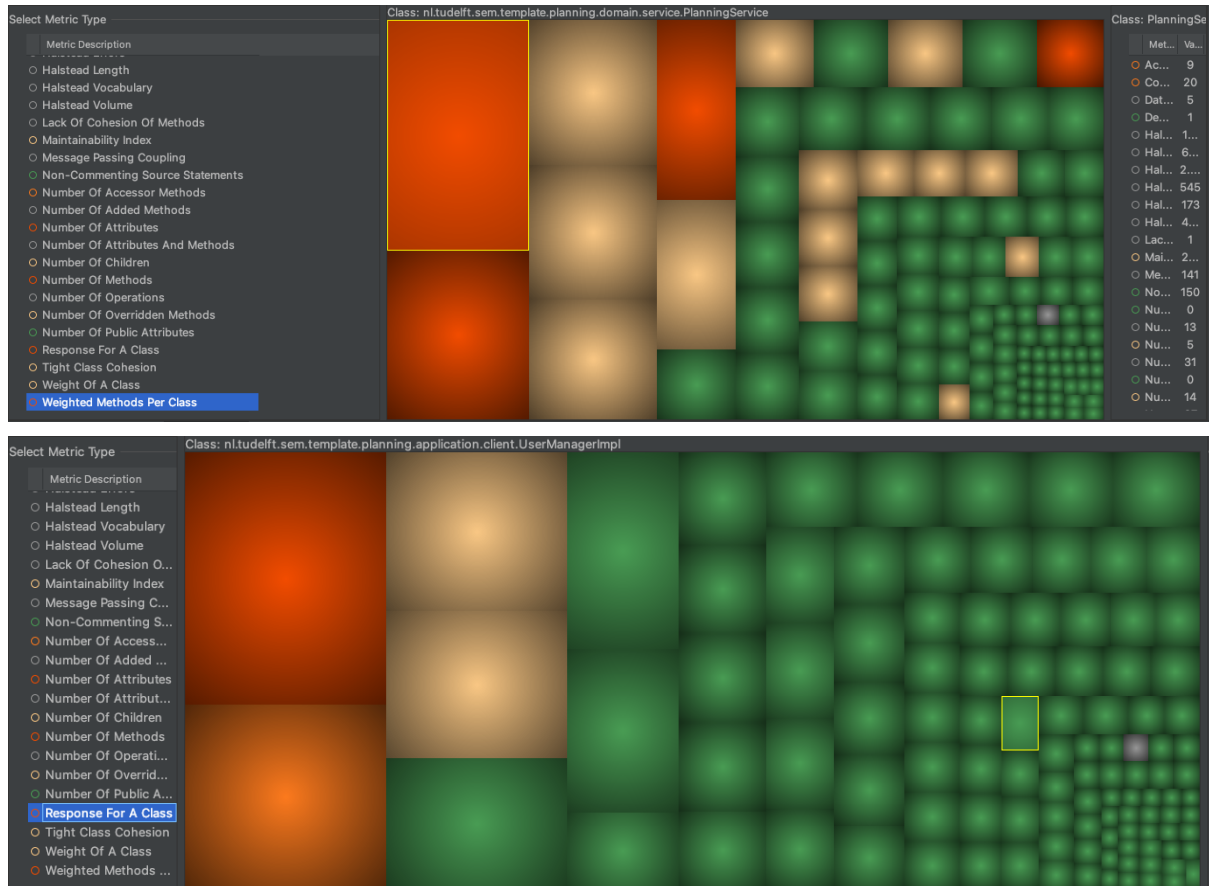 Select Metric Type
Metric Description
Halstead Length
Halstead Vocabulary
Halstead Volume
Lack Of Cohesion Of Methods
Maintainability Index
Message Passing Coupling
Non-Commenting Source Statements
Number Of Accessor Methods
Number Of Added Methods
Number Of Attributes
Number Of Attributes And Methods
Number Of Children
Number Of Methods
Number Of Operations
Number Of Overridden Methods
Number Of Public Attributes
Response For A Class
Tight Class Cohesion
Weight Of A Class
Weighted Methods Per Class
Class: nl.tudelft.sem.template.planning.domain.service.PlanningService
Class: PlanningSe
Met... Va...
Ac... 9
Co... 20
Dat... 5
De... 1
Hal... 1...
Hal... 6...
Hal... 2....
Hal... 545
Hal... 173
Hal... 4...
Lac... 1
Mai... 2...
Me... 141
No... 150
Nu... 0
Nu... 13
Nu... 5
Nu... 31
Nu... 0
Nu... 14
Select Metric Type
Metric Description
Halstead Length
Halstead Vocabulary
Halstead Volume
Lack Of Cohesion O...
Maintainability Index
Message Passing C...
Non-Commenting S...
Number Of Access...
Number Of Added ...
Number Of Attributes
Number Of Attribut...
Number Of Children
Number Of Methods
Number Of Operati...
Number Of Overrid...
Number Of Public A...
Response For A Class
Tight Class Cohesion
Weight Of A Class
Weighted Methods ...
Class: nl.tudelft.sem.template.planning.application.client.UserManagerImpl